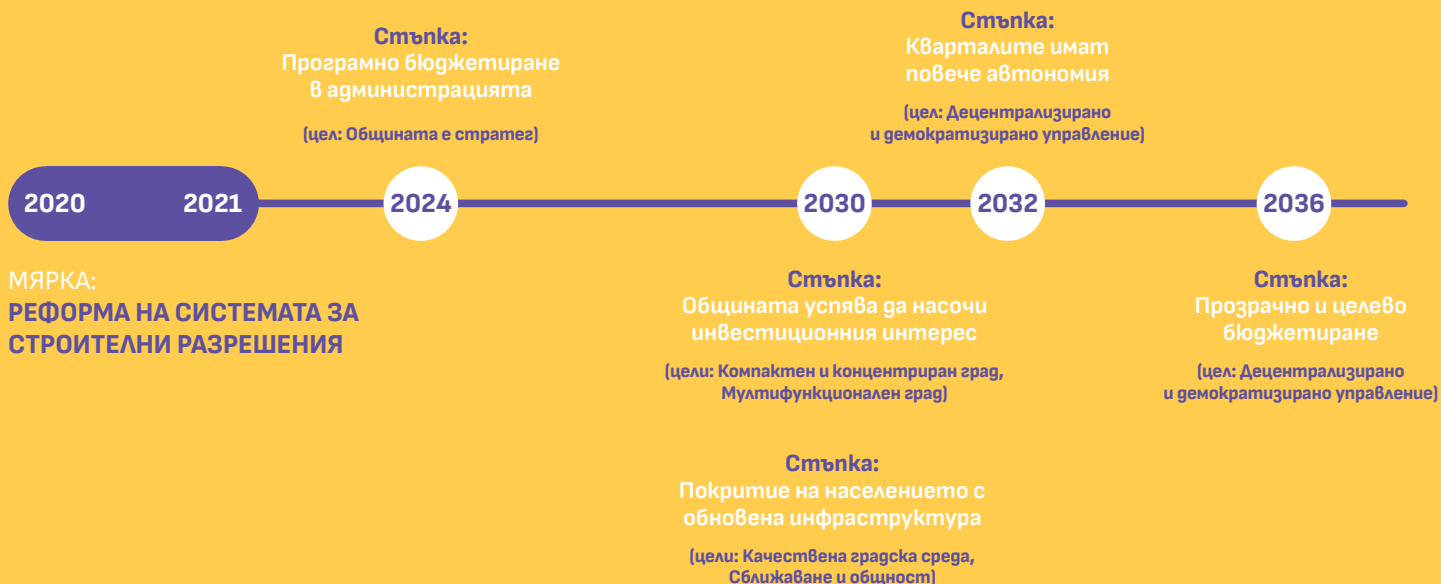 Стъпка:
Програмно бюджетиране
в администрацията
(цел: Общината е стратег)
Стъпка:
Кварталите имат
повече автономия
(цел: Децентрализирано
и демократизирано управление)
2020 2021 2024 2030 2032 2036
МЯРКА:
РЕФОРМА НА СИСТЕМАТА ЗА
СТРОИТЕЛНИ РАЗРЕШЕНИЯ
Стъпка:
Общината успява да насочи
инвестиционния интерес
(цели: Компактен и концентриран град,
Мултифункционален град)
Стъпка:
Покритие на населението с
обновена инфраструктура
(цели: Качествена градска среда,
Сближаване и общност)
Стъпка:
Прозрачно и целево
бюджетиране
(цел: Децентрализирано
и демократизирано управление)